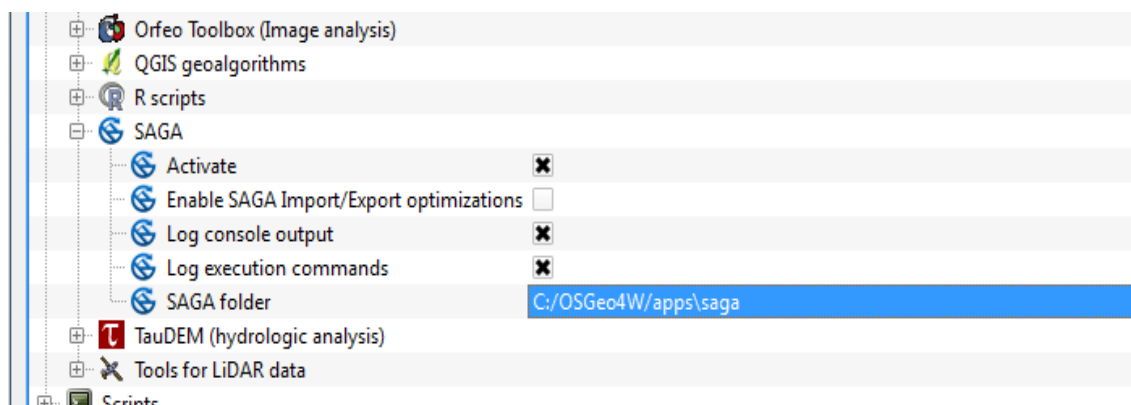 Orfeo Toolbox (Image analysis)
QGIS geoalgorithms
R scripts
SAGA
Activate
Enable SAGA Import/Export optimizations
Log console output
Log execution commands
SAGA folder C:/OSGeo4W/apps\saga
TauDEM (hydrologic analysis)
Tools for LiDAR data
Scripts